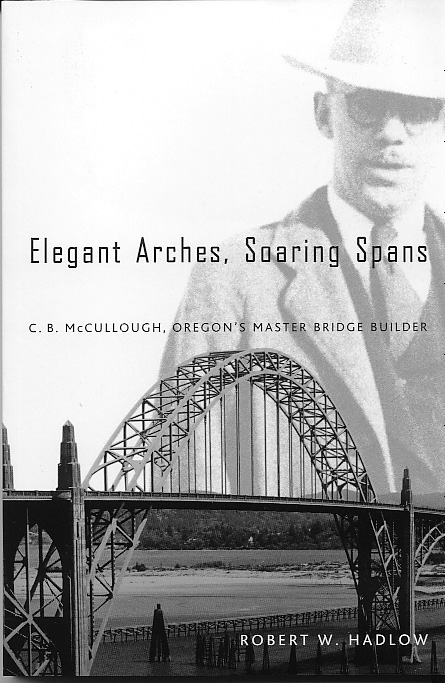 Elegant Arches, Soaring Spans
C. B. McCULLOUGH, OREGON'S MASTER BRIDGE BUILDER
ROBERT W. HADLOW